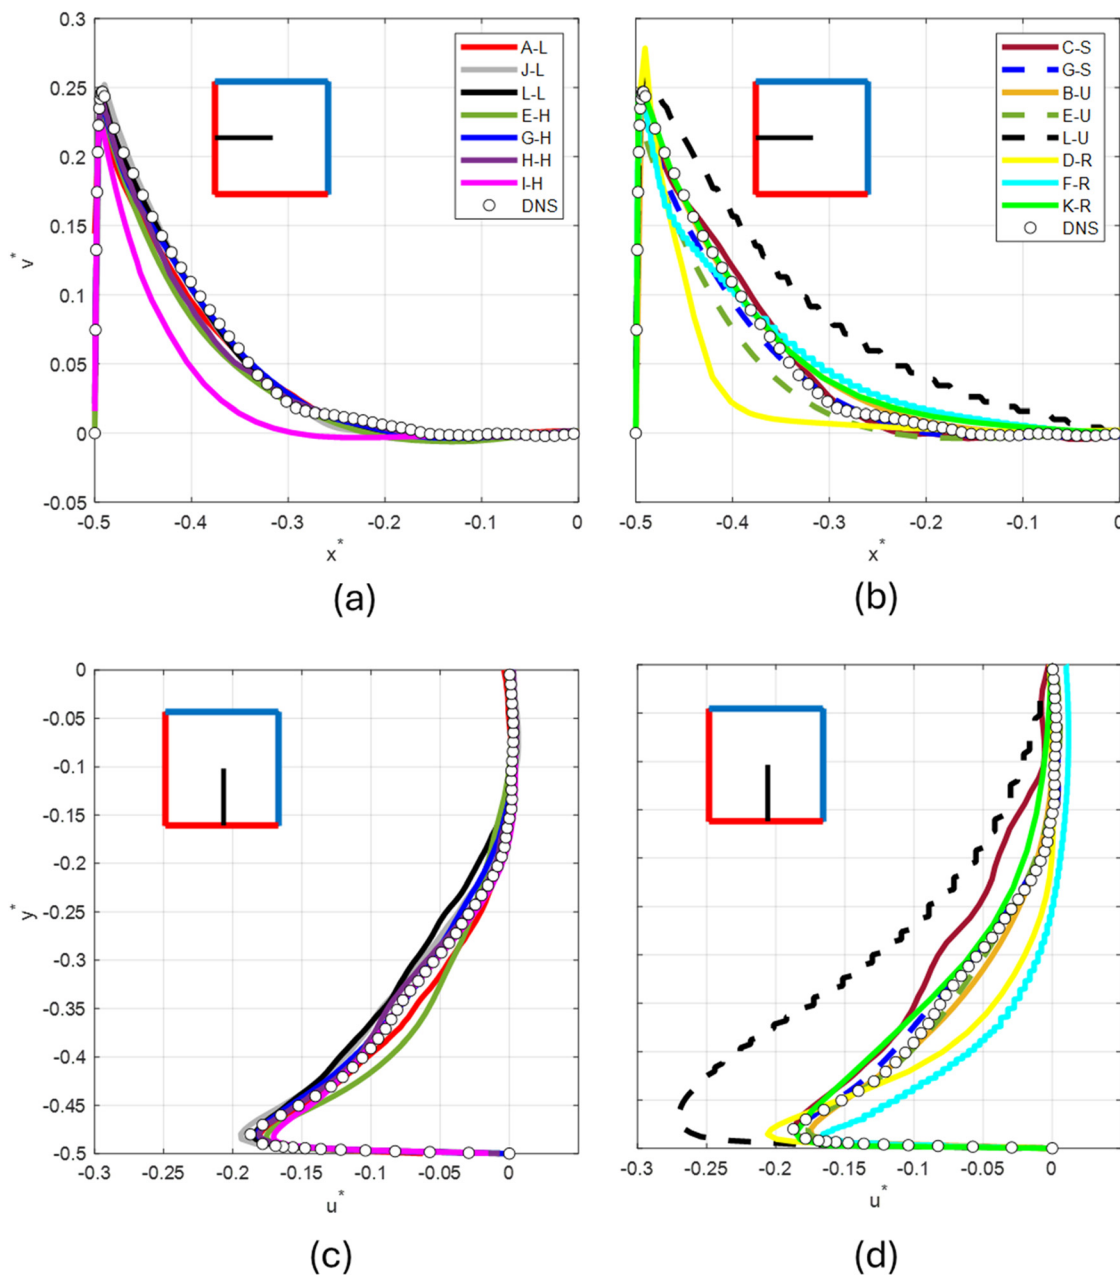 0.3
0.25
0.2
0.15
0.1
0.05
0
-0.05
v*
A-L
J-L
L-L
E-H
G-H
H-H
I-H
DNS
-0.5 -0.4 -0.3 -0.2 -0.1 0
x*
(a)
C-S
G-S
B-U
E-U
L-U
D-R
F-R
K-R
DNS
-0.5 -0.4 -0.3 -0.2 -0.1 0
x*
(b)
0
-0.05
-0.1
-0.15
-0.2
-0.25
-0.3
-0.35
-0.4
-0.45
-0.5
y*
-0.3 -0.25 -0.2 -0.15 -0.1 -0.05 0
u*
(c)
-0.3 -0.25 -0.2 -0.15 -0.1 -0.05 0
u*
(d)